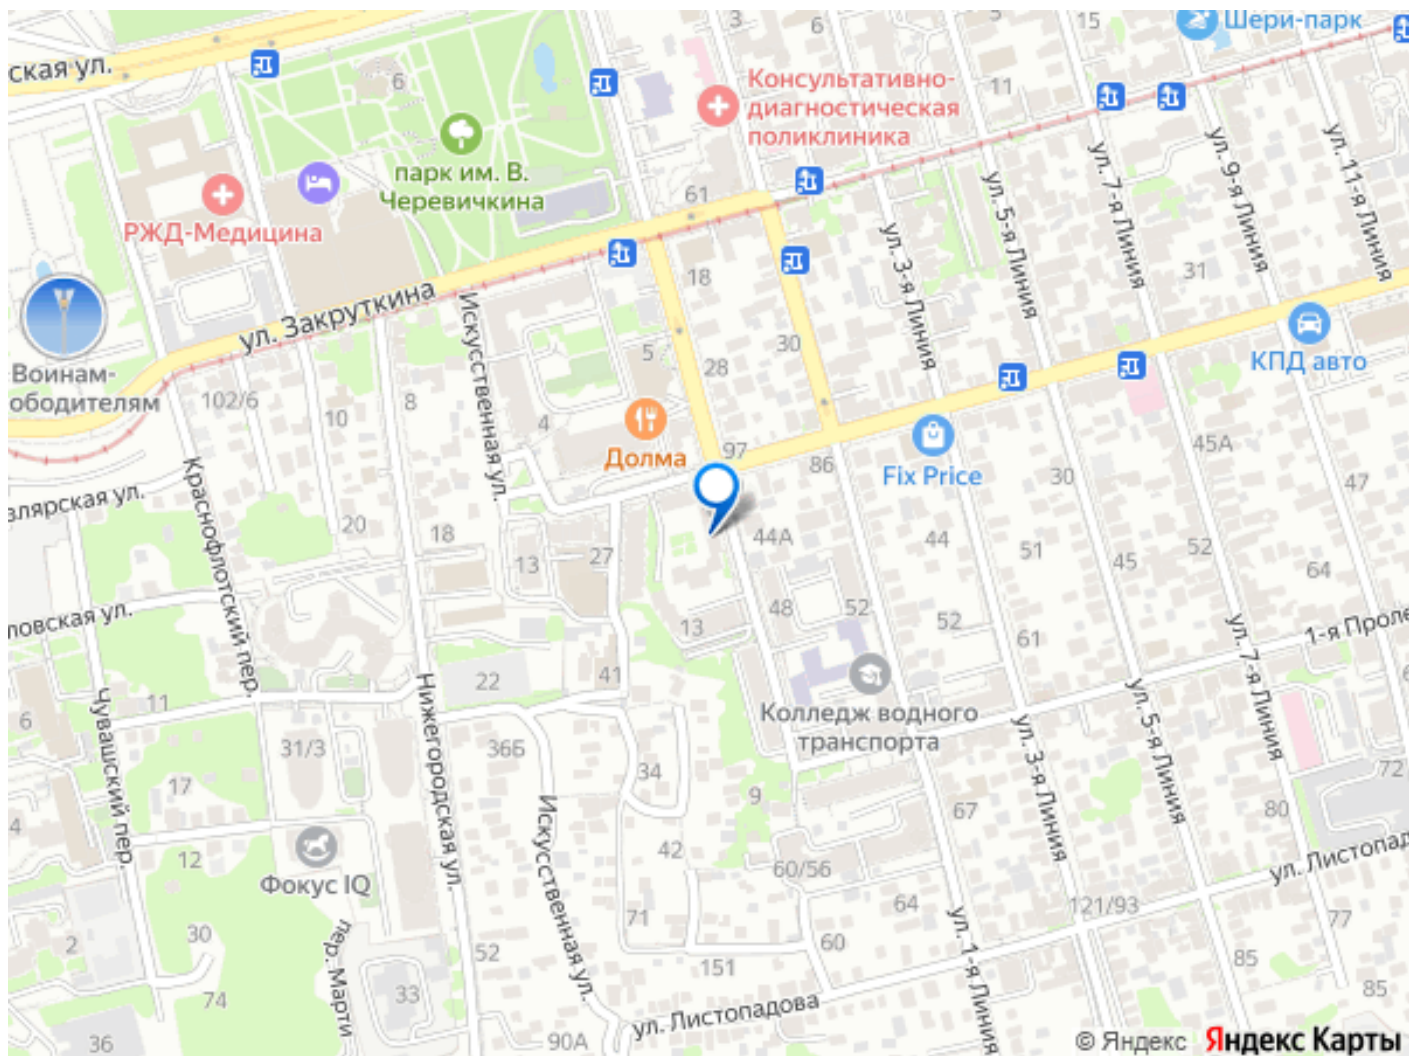 ская ул.
6
3
6
15
Шери-парк
Консультативно-
диагностическая
поликлиника
11
парк им. В.
Черевичкина
РЖД-Медицина
61
ул. 3-я Линия
ул. 5-я Линия
ул. 7-я Линия
ул. 9-я Линия
ул. 11-я Линия
31
18
ул. Закруткина
Искусственная ул.
Воинам-
ободителям
102/6
10
8
5
4
28
30
КПД авто
Долма
97
86
Fix Price
45А
30
47
злярская ул.
Краснофлотский пер.
20
18
13
27
44А
44
51
45
52
64
48
52
52
61
13
1-я Проле
ловская ул.
11
6
22
41
Нижегородская ул.
Колледж водного
транспорта
ул. 3-я Линия
ул. 5-я Линия
ул. 7-я Линия
Чувашский пер.
31/3
17
36Б
34
9
67
80
72
4
12
Фокус IQ
Искусственная ул.
42
60/56
64
121/93
ул. Листопадо
71
60
77
2
30
пер. Марти
52
151
ул. 1-я Линия
85
85
74
33
36
90А
ул. Листопадова
© Яндекс Яндекс Карты